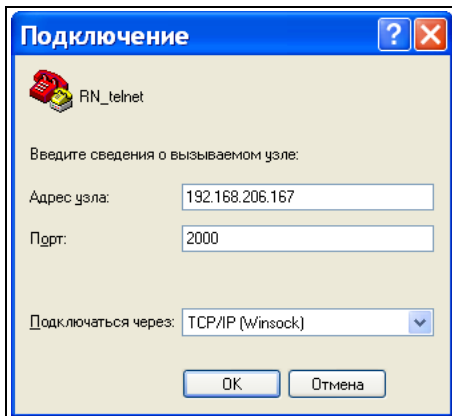 Подключение
RN_telnet
Введите сведения о вызываемом узле:
Адрес узла: 192.168.206.167
Порт: 2000
Подключаться через: TCP/IP (Winsock)
OK Отмена